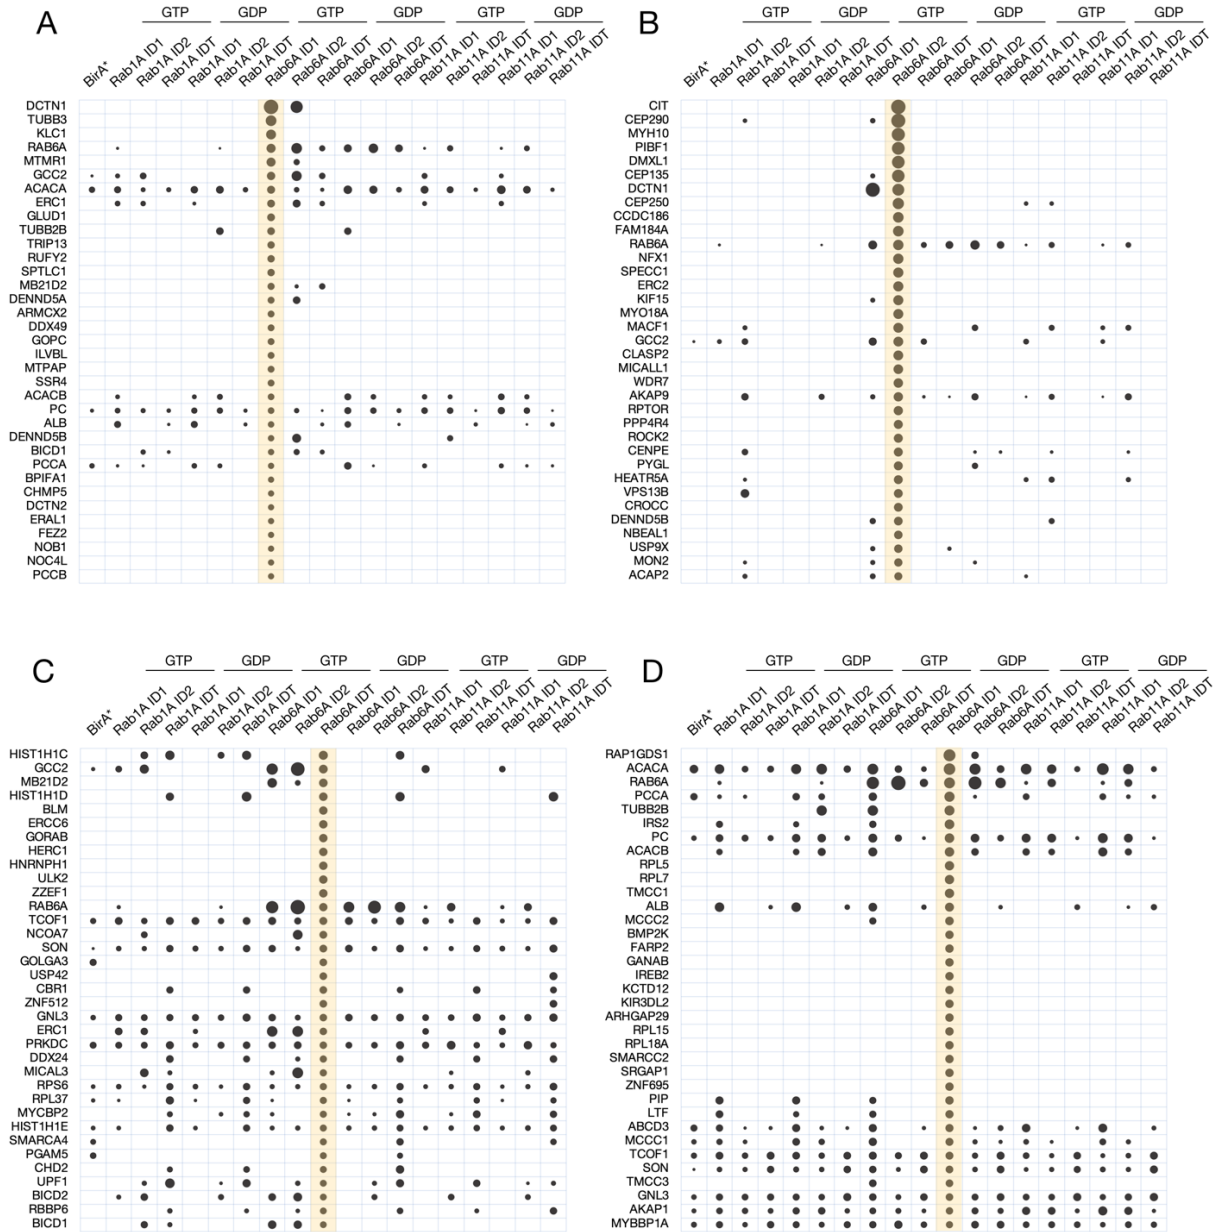 A
GTP GDP GTP GDP GTP GDP
BirA* Rab1A ID1 Rab1A ID2 Rab1A IDT Rab1A ID1 Rab1A ID2 Rab1A IDT Rab6A ID1 Rab6A ID2 Rab6A IDT Rab6A ID1 Rab6A ID2 Rab6A IDT Rab11A ID1 Rab11A ID2 Rab11A IDT Rab11A ID1 Rab11A ID2 Rab11A IDT
DCTN1
TUBB3
KLC1
RAB6A
MTMR1
GCC2
ACACA
ERC1
GLUD1
TUBB2B
TRIP13
RUFY2
SPTLC1
MB21D2
DENND5A
ARMCX2
DDX49
GOPC
ILVBL
MTPAP
SSR4
ACACB
PC
ALB
DENND5B
BICD1
PCCA
BPIFA1
CHMP5
DCTN2
ERAL1
FEZ2
NOB1
NOC4L
PCCB
B
GTP GDP GTP GDP GTP GDP
BirA* Rab1A ID1 Rab1A ID2 Rab1A IDT Rab1A ID1 Rab1A ID2 Rab1A IDT Rab6A ID1 Rab6A ID2 Rab6A IDT Rab6A ID1 Rab6A ID2 Rab6A IDT Rab11A ID1 Rab11A ID2 Rab11A IDT Rab11A ID1 Rab11A ID2 Rab11A IDT
CIT
CEP290
MYH10
PIBF1
DMXL1
CEP135
DCTN1
CEP250
CCDC186
FAM184A
RAB6A
NFX1
SPECC1
ERC2
KIF15
MYO18A
MACF1
GCC2
CLASP2
MICALL1
WDR7
AKAP9
RPTOR
PPP4R4
ROCK2
CENPE
PYGL
HEATR5A
VPS13B
CROCC
DENND5B
NBEAL1
USP9X
MON2
ACAP2
C
GTP GDP GTP GDP GTP GDP
BirA* Rab1A ID1 Rab1A ID2 Rab1A IDT Rab1A ID1 Rab1A ID2 Rab1A IDT Rab6A ID1 Rab6A ID2 Rab6A IDT Rab6A ID1 Rab6A ID2 Rab6A IDT Rab11A ID1 Rab11A ID2 Rab11A IDT Rab11A ID1 Rab11A ID2 Rab11A IDT
HIST1H1C
GCC2
MB21D2
HIST1H1D
BLM
ERCC6
GORAB
HERC1
HNRNPH1
ULK2
ZZEF1
RAB6A
TCOF1
NCOA7
SON
GOLGA3
USP42
CBR1
ZNF512
GNL3
ERC1
PRKDC
DDX24
MICAL3
RPS6
RPL37
MYCBP2
HIST1H1E
SMARCA4
PGAM5
CHD2
UPF1
BICD2
RBBP6
BICD1
D
GTP GDP GTP GDP GTP GDP
BirA* Rab1A ID1 Rab1A ID2 Rab1A IDT Rab1A ID1 Rab1A ID2 Rab1A IDT Rab6A ID1 Rab6A ID2 Rab6A IDT Rab6A ID1 Rab6A ID2 Rab6A IDT Rab11A ID1 Rab11A ID2 Rab11A IDT Rab11A ID1 Rab11A ID2 Rab11A IDT
RAP1GDS1
ACACA
RAB6A
PCCA
TUBB2B
IRS2
PC
ACACB
RPL5
RPL7
TMCC1
ALB
MCCC2
BMP2K
FARP2
GANAB
IREB2
KCTD12
KIR3DL2
ARHGAP29
RPL15
RPL18A
SMARCC2
SRGAP1
ZNF695
PIP
LTF
ABCD3
MCCC1
TCOF1
SON
TMCC3
GNL3
AKAP1
MYBBP1A